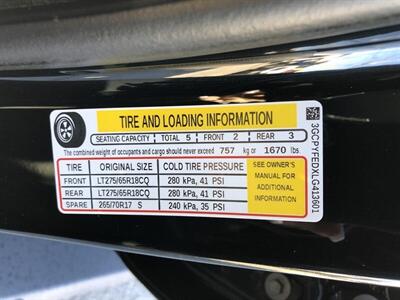 TIRE AND LOADING INFORMATION
SEATING CAPACITY TOTAL 5 FRONT 2 REAR 3
The combined weight of occupants and cargo should never exceed 757 kg or 1670 lbs.
TIRE ORIGINAL SIZE COLD TIRE PRESSURE
FRONT LT275/65R18CQ 280 kPa, 41 PSI
REAR LT275/65R18CQ 280 kPa, 41 PSI
SPARE 265/70R17 S 240 kPa, 35 PSI
SEE OWNER'S
MANUAL FOR
ADDITIONAL
INFORMATION
3GCPYFEDXLG413601